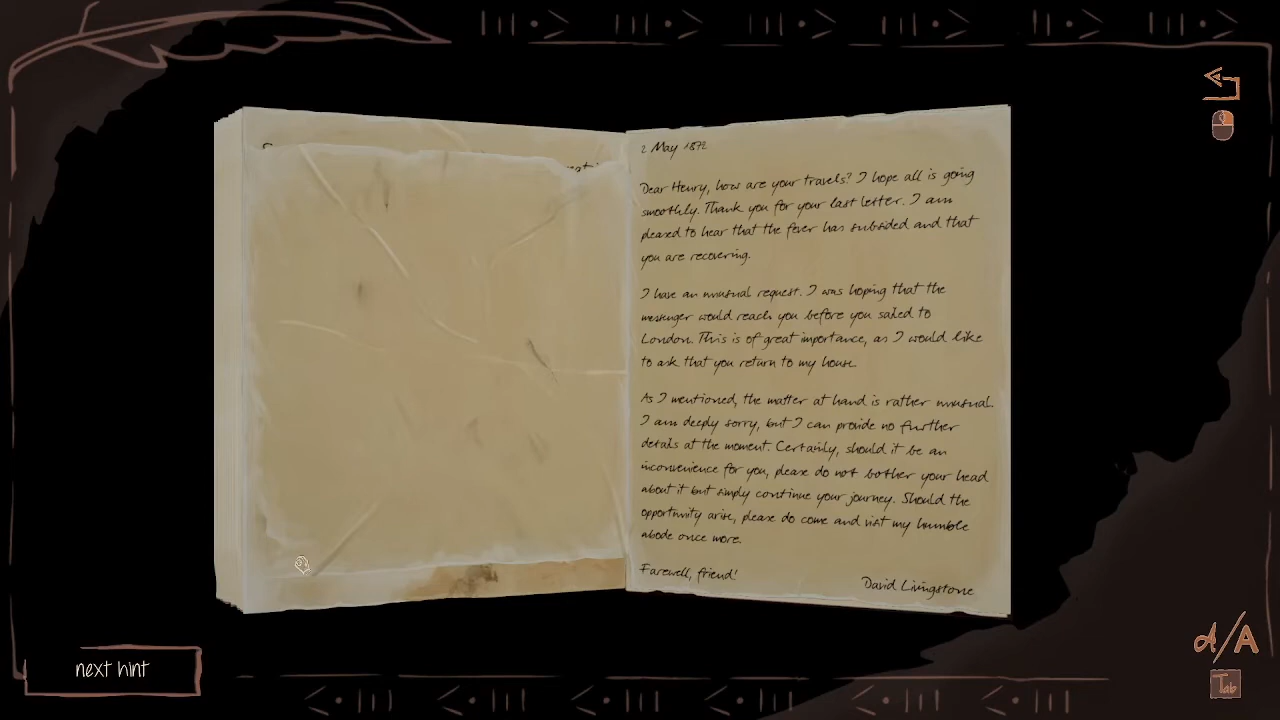 2 May 1872
Dear Henry, how are your travels? I hope all is going
smoothly. Thank you for your last letter. I am
pleased to hear that the fever has subsided and that
you are recovering.
I have an unusual request. I was hoping that the
messenger would reach you before you sailed to
London. This is of great importance, as I would like
to ask that you return to my house.
As I mentioned, the matter at hand is rather unusual.
I am deeply sorry, but I can provide no further
details at the moment. Certainly, should it be an
inconvenience for you, please do not bother your head
about it but simply continue your journey. Should the
opportunity arise, please do come and visit my humble
abode once more.
Farewell, friend!
David Livingstone
next hint
A/A
Tab